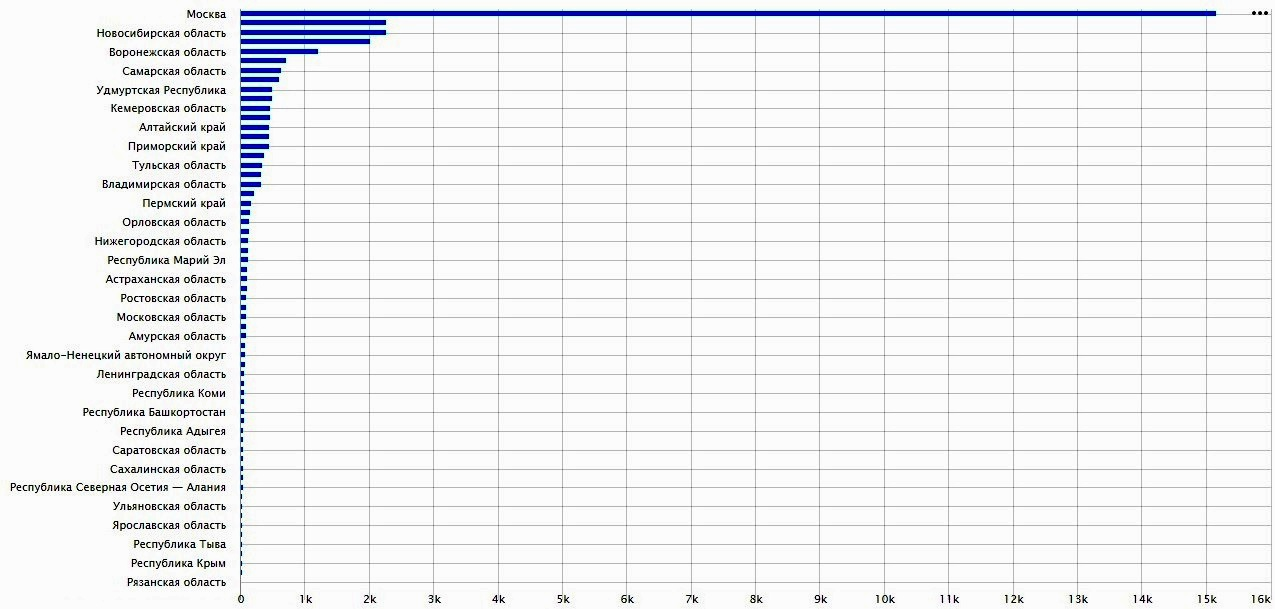 Москва
Новосибирская область
Воронежская область
Самарская область
Удмуртская Республика
Кемеровская область
Алтайский край
Приморский край
Тульская область
Владимирская область
Пермский край
Орловская область
Нижегородская область
Республика Марий Эл
Астраханская область
Ростовская область
Московская область
Амурская область
Ямало-Ненецкий автономный округ
Ленинградская область
Республика Коми
Республика Башкортостан
Республика Адыгея
Саратовская область
Сахалинская область
Республика Северная Осетия — Алания
Ульяновская область
Ярославская область
Республика Тыва
Республика Крым
Рязанская область
0 1k 2k 3k 4k 5k 6k 7k 8k 9k 10k 11k 12k 13k 14k 15k 16k